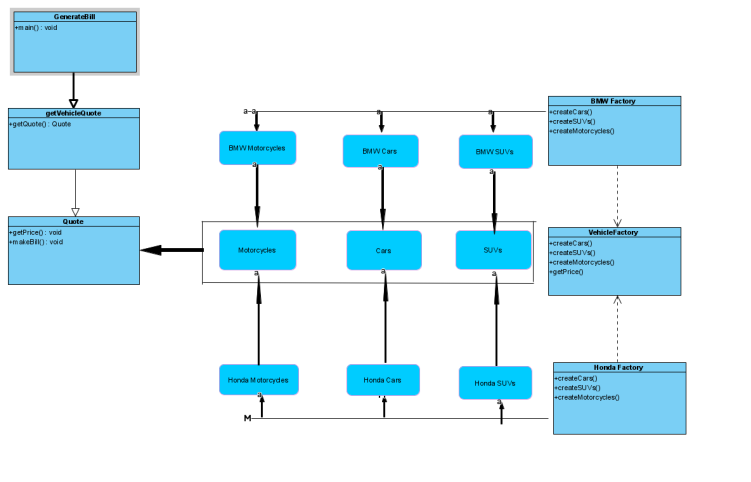 GenerateBill
+main() : void
getVehicleQuote
+getQuote() : Quote
Quote
+getPrice() : void
+makeBill() : void
a-a
a
a
BMW Motorcycles
BMW Cars
BMW SUVs
a
a
Motorcycles
Cars
SUVs
a
a
a
Honda Motorcycles
Honda Cars
Honda SUVs
a
a
M
BMW Factory
+createCars()
+createSUVs()
+createMotorcycles()
VehicleFactory
+createCars()
+createSUVs()
+createMotorcycles()
+getPrice()
Honda Factory
+createCars()
+createSUVs()
+createMotorcycles()